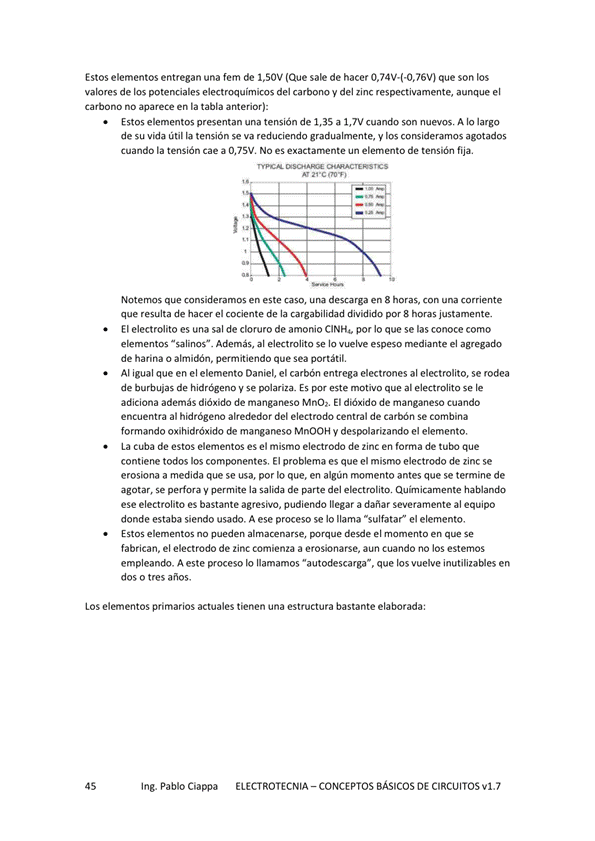 Estos elementos entregan una fem de 1,50V (Que sale de hacer 0,74V-(-0,76V) que son los
valores de los potenciales electroquímicos del carbono y del zinc respectivamente, aunque el
carbono no aparece en la tabla anterior):
• Estos elementos presentan una tensión de 1,35 a 1,7V cuando son nuevos. A lo largo
de su vida útil la tensión se va reduciendo gradualmente, y los consideramos agotados
cuando la tensión cae a 0,75V. No es exactamente un elemento de tensión fija.
TYPICAL DISCHARGE CHARACTERISTICS
AT 21°C (70°F)
Voltage
1.6
1.5
1.4
1.3
1.2
1.1
1
0.9
0.8
1.00 Amp
0.75 Amp
0.50 Amp
0.25 Amp
0 2 4 6 8 10
Service Hours
Notemos que consideramos en este caso, una descarga en 8 horas, con una corriente
que resulta de hacer el cociente de la cargabilidad dividido por 8 horas justamente.
• El electrolito es una sal de cloruro de amonio ClNH₄, por lo que se las conoce como
elementos “salinos”. Además, al electrolito se lo vuelve espeso mediante el agregado
de harina o almidón, permitiendo que sea portátil.
• Al igual que en el elemento Daniel, el carbón entrega electrones al electrolito, se rodea
de burbujas de hidrógeno y se polariza. Es por este motivo que al electrolito se le
adiciona además dióxido de manganeso MnO₂. El dióxido de manganeso cuando
encuentra al hidrógeno alrededor del electrodo central de carbón se combina
formando oxihidróxido de manganeso MnOOH y despolarizando el elemento.
• La cuba de estos elementos es el mismo electrodo de zinc en forma de tubo que
contiene todos los componentes. El problema es que el mismo electrodo de zinc se
erosiona a medida que se usa, por lo que, en algún momento antes que se termine de
agotar, se perfora y permite la salida de parte del electrolito. Químicamente hablando
ese electrolito es bastante agresivo, pudiendo llegar a dañar severamente al equipo
donde estaba siendo usado. A ese proceso se lo llama “sulfatar” el elemento.
• Estos elementos no pueden almacenarse, porque desde el momento en que se
fabrican, el electrodo de zinc comienza a erosionarse, aun cuando no los estemos
empleando. A este proceso lo llamamos “autodescarga”, que los vuelve inutilizables en
dos o tres años.
Los elementos primarios actuales tienen una estructura bastante elaborada:
45 Ing. Pablo Ciappa ELECTROTECNIA – CONCEPTOS BÁSICOS DE CIRCUITOS v1.7